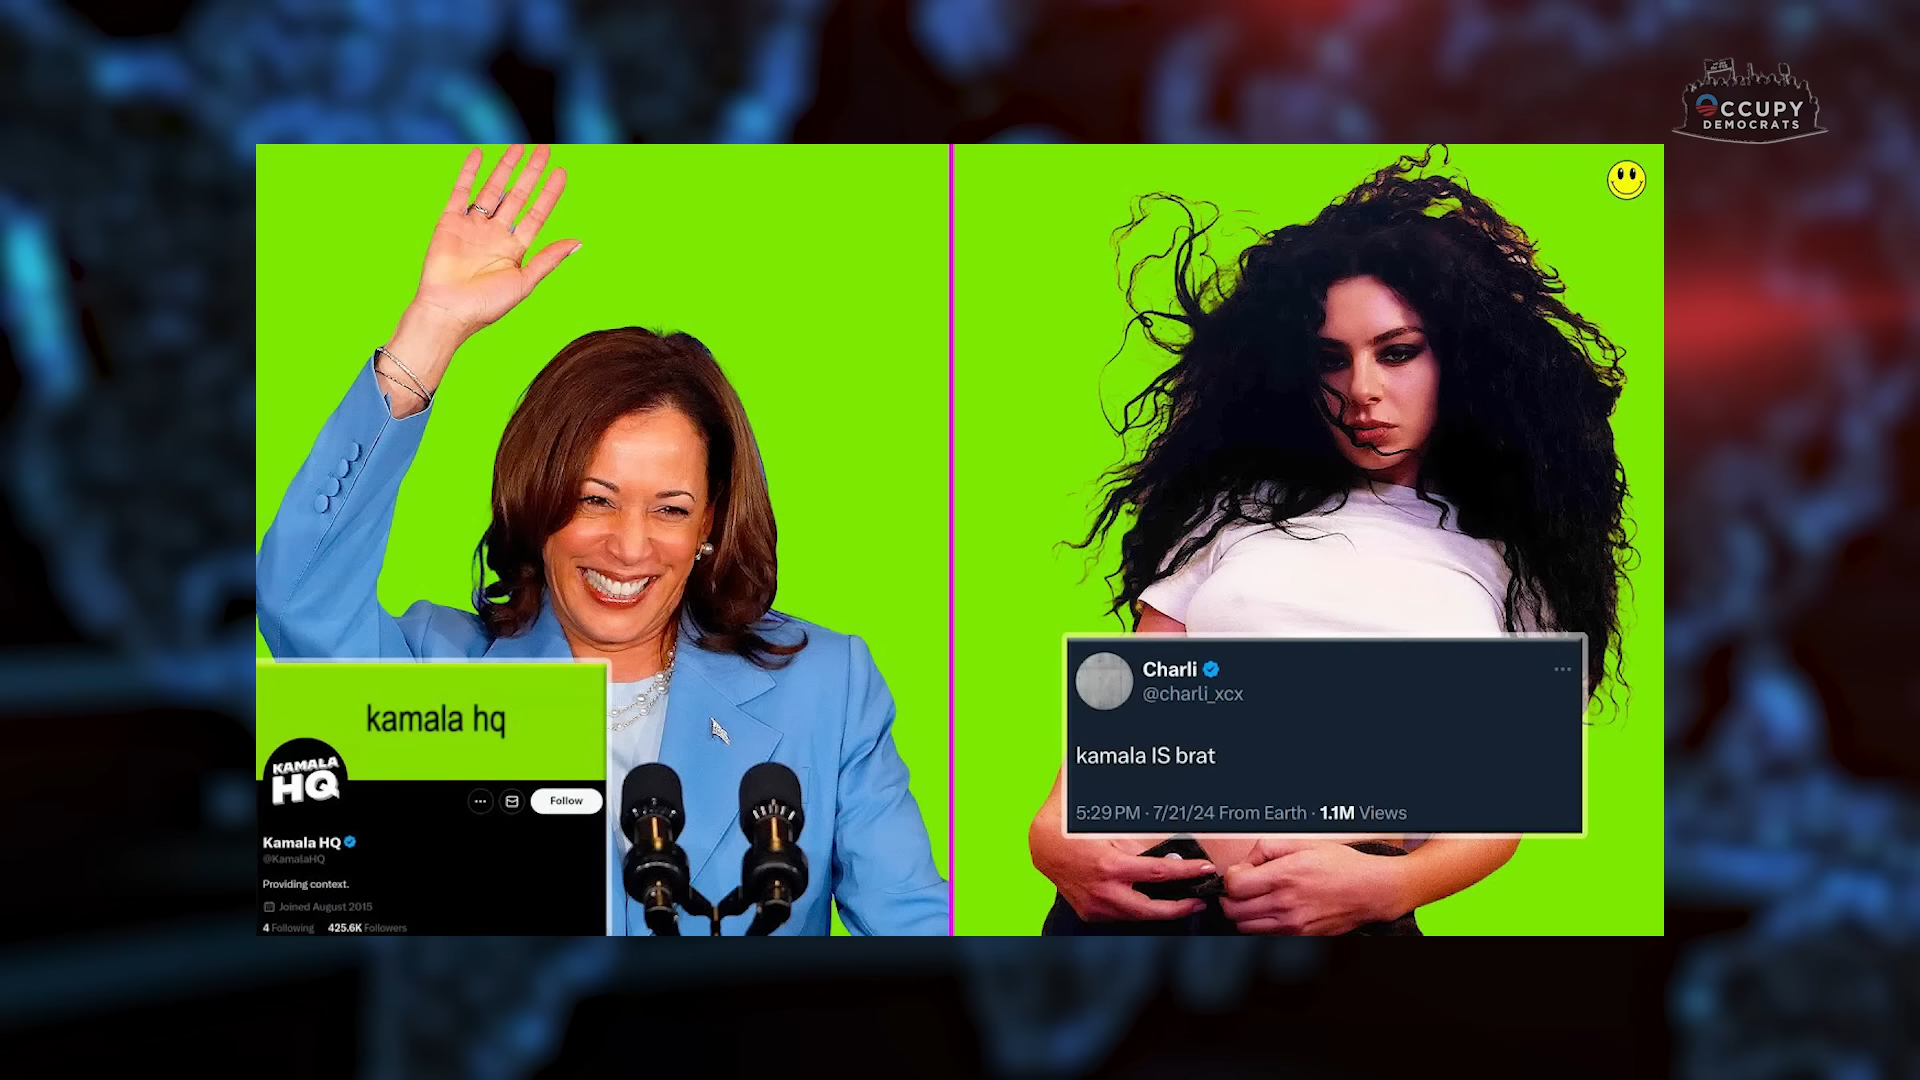 OCCUPY
DEMOCRATS
kamala hq
KAMALA
HQ
Follow
Kamala HQ
@KamalaHQ
Providing context.
Joined August 2015
4 Following 425.6K Followers
Charli
@charli_xcx
kamala IS brat
5:29 PM · 7/21/24 From Earth · 1.1M Views